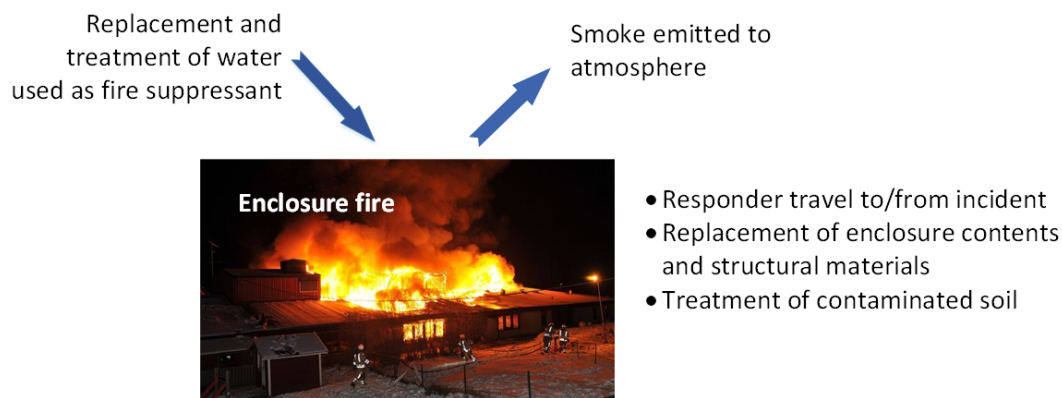 Replacement and
treatment of water
used as fire suppressant
Smoke emitted to
atmosphere
Enclosure fire
• Responder travel to/from incident
• Replacement of enclosure contents
and structural materials
• Treatment of contaminated soil